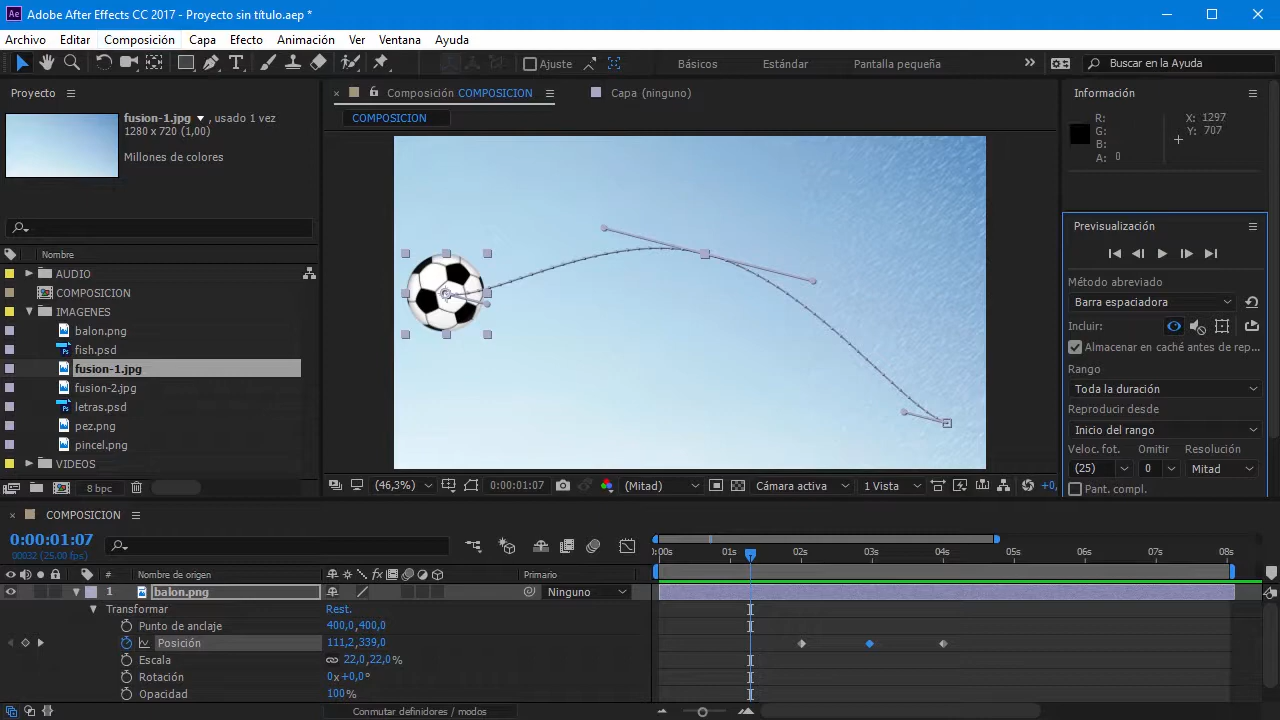 Ae Adobe After Effects CC 2017 - Proyecto sin título.aep *
Archivo Editar Composición Capa Efecto Animación Ver Ventana Ayuda
Ajuste Básicos Estándar Pantalla pequeña » Buscar en la Ayuda
Proyecto
fusion-1.jpg , usado 1 vez
1280 x 720 (1,00)
Millones de colores
Nombre
AUDIO
COMPOSICION
IMAGENES
balon.png
fish.psd
fusion-1.jpg
fusion-2.jpg
letras.psd
pez.png
pincel.png
VIDEOS
8 bpc
Composición COMPOSICION
Capa (ninguno)
COMPOSICION
(46,3%) 0:00:01:07 (Mitad) Cámara activa 1 Vista +0,
Información
R: X: 1297
G: Y: 707
B:
A: 0
Previsualización
Método abreviado
Barra espaciadora
Incluir:
Almacenar en caché antes de rep...
Rango
Toda la duración
Reproducir desde
Inicio del rango
Veloc. fot. Omitir Resolución
(25) 0 Mitad
Pant. compl.
COMPOSICION
0:00:01:07
00032 (25.00 fps)
:00s 01s 02s 03s 04s 05s 06s 07s 08s
# Nombre de origen Primario
1 balon.png Ninguno
Transformar Rest.
Punto de anclaje 400,0,400,0
Posición 111,2,339,0
Escala 22,0,22,0%
Rotación 0x+0,0°
Opacidad 100%
Conmutar definidores / modos